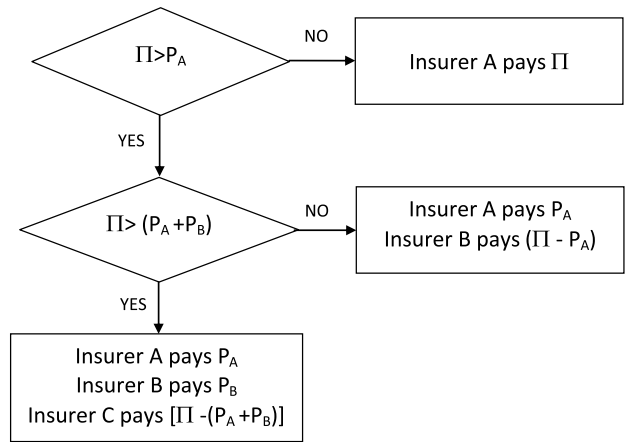 Π>PA
NO
Insurer A pays Π
YES
Π> (PA +PB)
NO
Insurer A pays PA
Insurer B pays (Π - PA)
YES
Insurer A pays PA
Insurer B pays PB
Insurer C pays [Π -(PA +PB)]